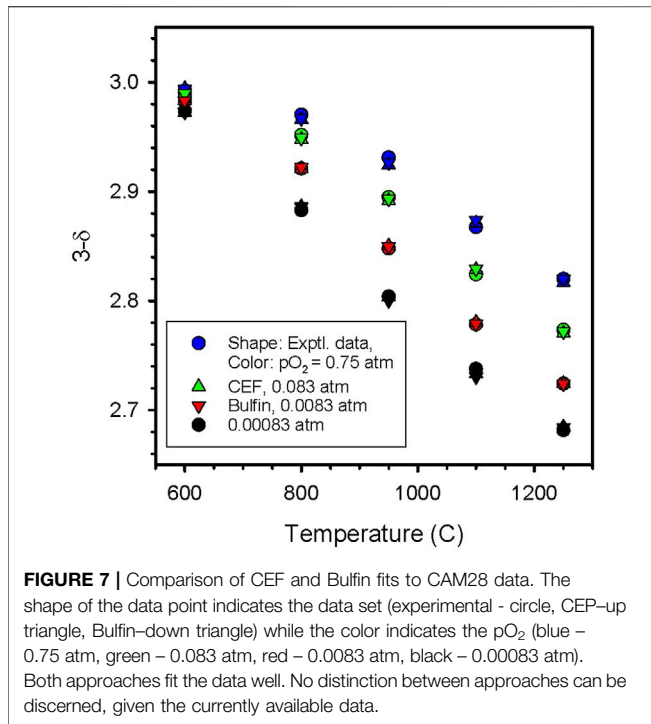 3.0
2.9
2.8
2.7
3-δ
Shape: Exptl. data,
Color: pO₂ = 0.75 atm
CEF, 0.083 atm
Bulfin, 0.0083 atm
0.00083 atm
600 800 1000 1200
Temperature (C)
FIGURE 7 | Comparison of CEF and Bulfin fits to CAM28 data. The
shape of the data point indicates the data set (experimental - circle, CEP–up
triangle, Bulfin–down triangle) while the color indicates the pO₂ (blue –
0.75 atm, green – 0.083 atm, red – 0.0083 atm, black – 0.00083 atm).
Both approaches fit the data well. No distinction between approaches can be
discerned, given the currently available data.